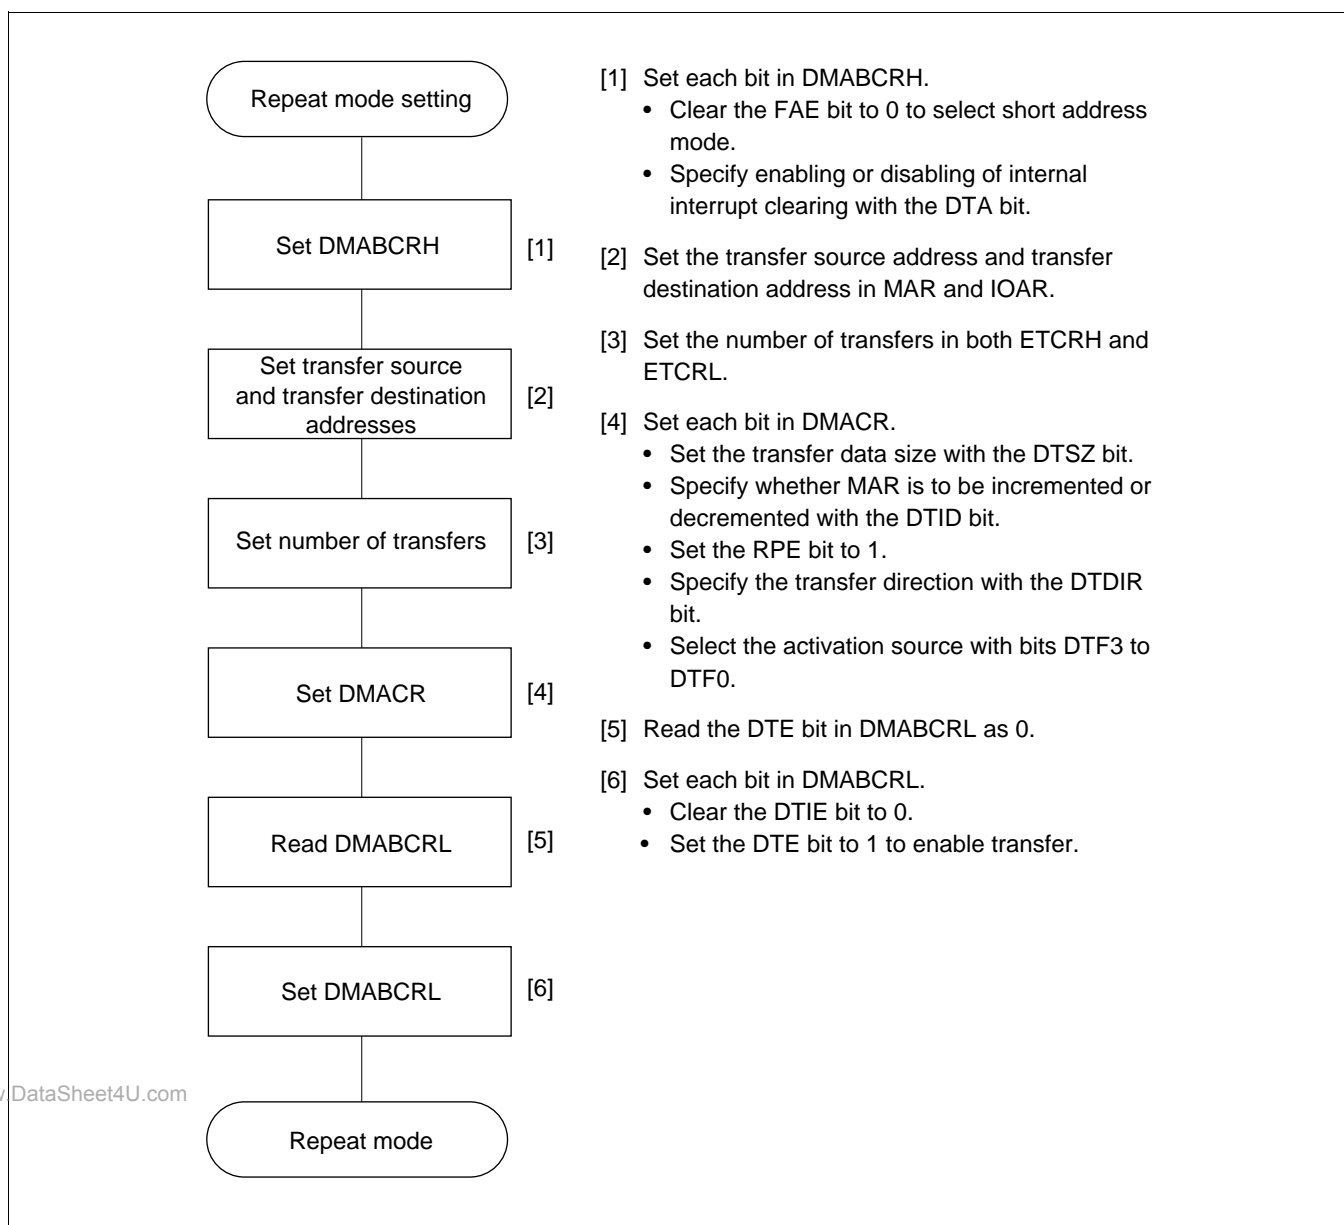 Repeat mode setting
Set DMABCRH
[1]
Set transfer source
and transfer destination
addresses
[2]
Set number of transfers
[3]
Set DMACR
[4]
Read DMABCRL
[5]
Set DMABCRL
[6]
Repeat mode
[1] Set each bit in DMABCRH.
• Clear the FAE bit to 0 to select short address
mode.
• Specify enabling or disabling of internal
interrupt clearing with the DTA bit.
[2] Set the transfer source address and transfer
destination address in MAR and IOAR.
[3] Set the number of transfers in both ETCRH and
ETCRL.
[4] Set each bit in DMACR.
• Set the transfer data size with the DTSZ bit.
• Specify whether MAR is to be incremented or
decremented with the DTID bit.
• Set the RPE bit to 1.
• Specify the transfer direction with the DTDIR
bit.
• Select the activation source with bits DTF3 to
DTF0.
[5] Read the DTE bit in DMABCRL as 0.
[6] Set each bit in DMABCRL.
• Clear the DTIE bit to 0.
• Set the DTE bit to 1 to enable transfer.
.DataSheet4U.com